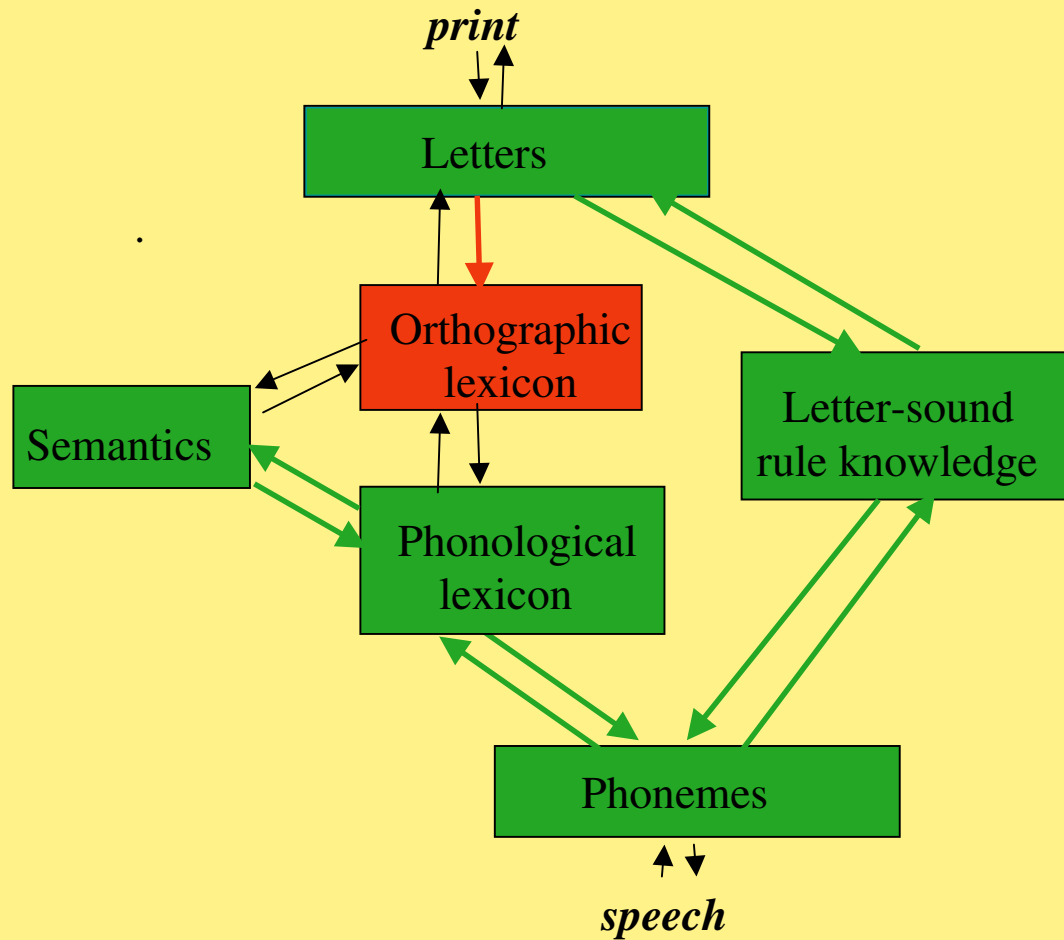 print
Letters
.
Orthographic
lexicon
Semantics
Letter-sound
rule knowledge
Phonological
lexicon
Phonemes
speech